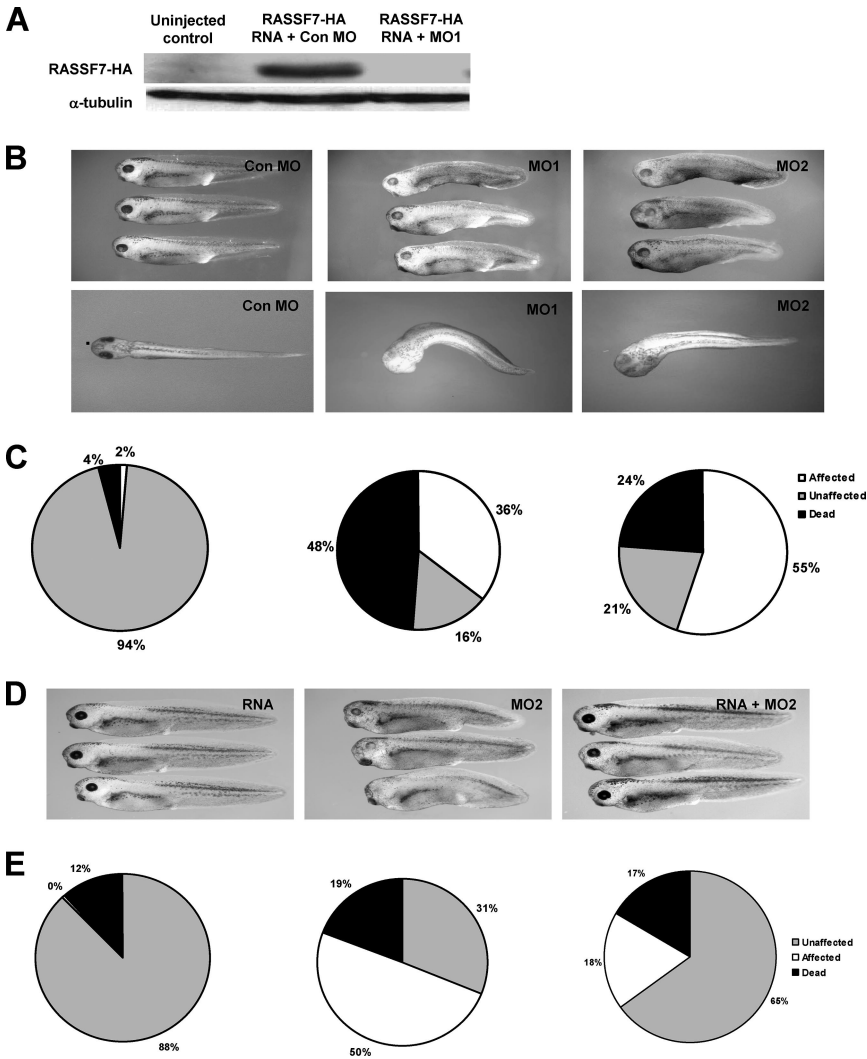 A
Uninjected control
RASSF7-HA RNA + Con MO
RASSF7-HA RNA + MO1
RASSF7-HA
α-tubulin
B
Con MO
MO1
MO2
Con MO
MO1
MO2
C
4%
2%
94%
48%
36%
16%
24%
55%
21%
Affected
Unaffected
Dead
D
RNA
MO2
RNA + MO2
E
12%
0%
88%
19%
31%
50%
17%
18%
65%
Unaffected
Affected
Dead